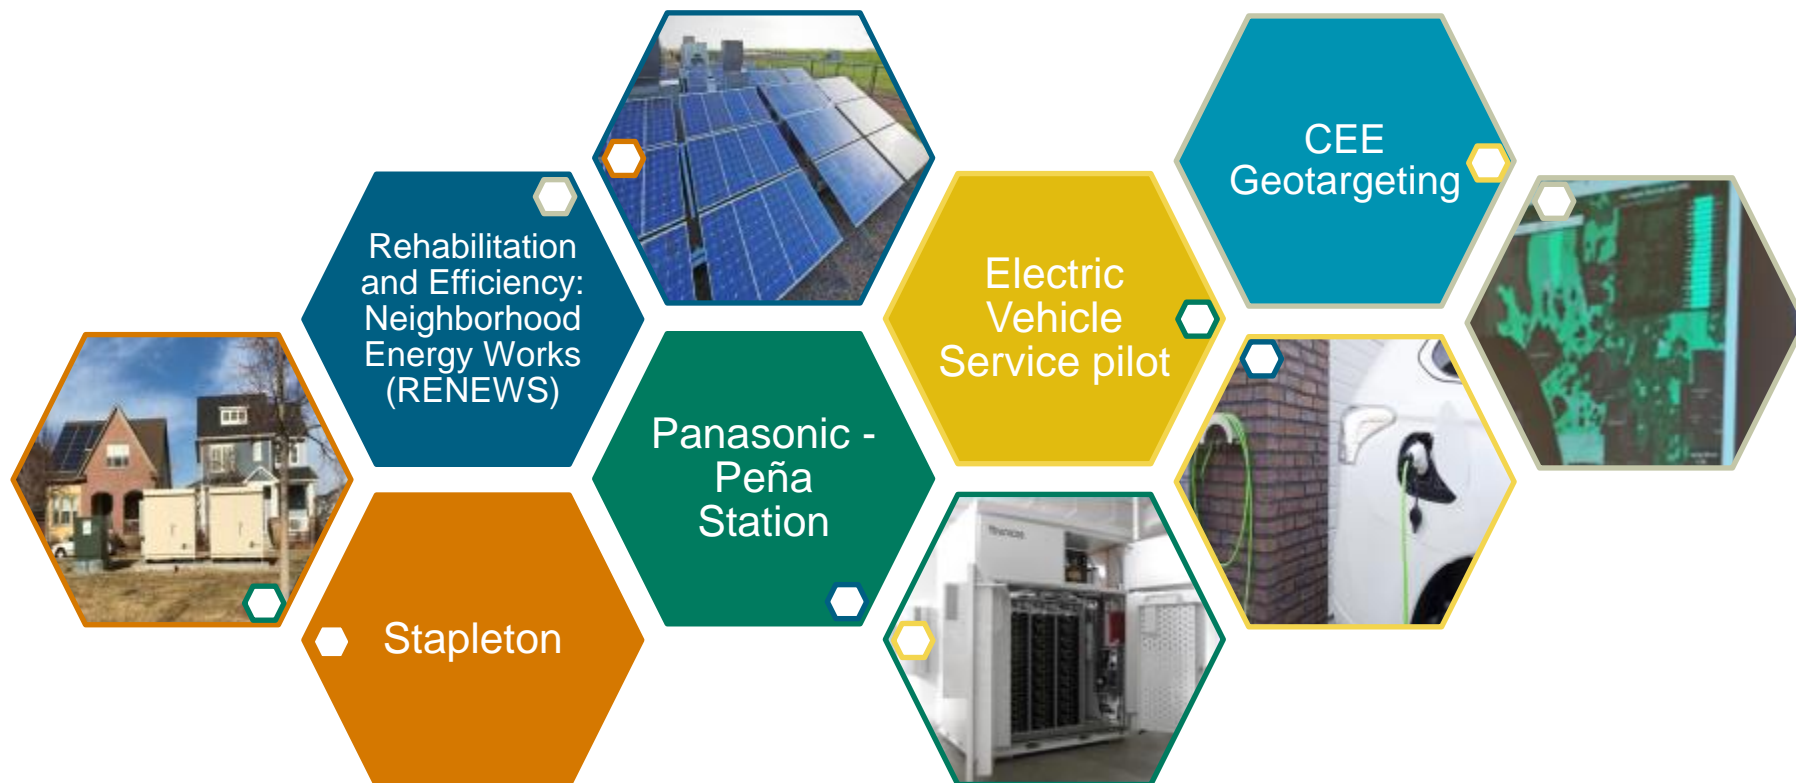 Rehabilitation
and Efficiency:
Neighborhood
Energy Works
(RENEWS)
Stapleton
Panasonic -
Peña
Station
Electric
Vehicle
Service pilot
CEE
Geotargeting